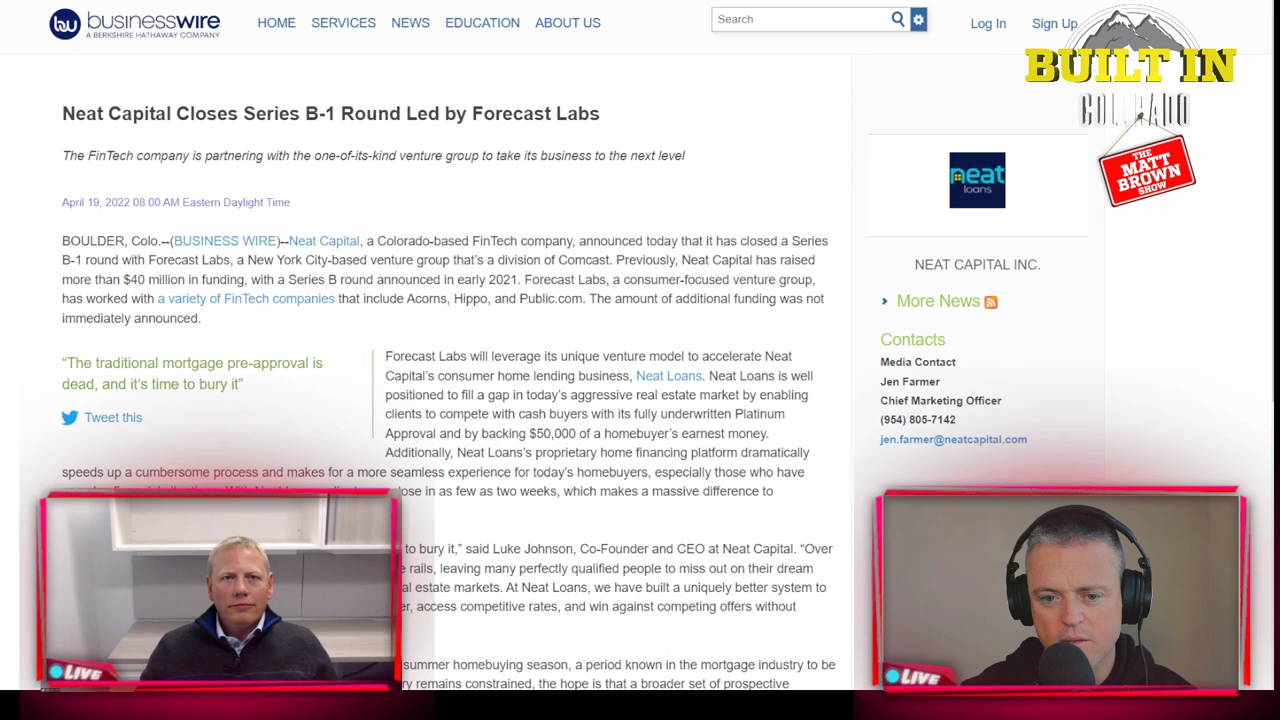 businesswire
A BERKSHIRE HATHAWAY COMPANY
HOME SERVICES NEWS EDUCATION ABOUT US
Search
Log In Sign Up
BUILT IN
COLORADO
THE
MATT
BROWN
SHOW
Neat Capital Closes Series B-1 Round Led by Forecast Labs
The FinTech company is partnering with the one-of-its-kind venture group to take its business to the next level
April 19, 2022 08:00 AM Eastern Daylight Time
BOULDER, Colo.--(BUSINESS WIRE)--Neat Capital, a Colorado-based FinTech company, announced today that it has closed a Series
B-1 round with Forecast Labs, a New York City-based venture group that’s a division of Comcast. Previously, Neat Capital has raised
more than $40 million in funding, with a Series B round announced in early 2021. Forecast Labs, a consumer-focused venture group,
has worked with a variety of FinTech companies that include Acorns, Hippo, and Public.com. The amount of additional funding was not
immediately announced.
“The traditional mortgage pre-approval is
dead, and it’s time to bury it”
Tweet this
Forecast Labs will leverage its unique venture model to accelerate Neat
Capital’s consumer home lending business, Neat Loans. Neat Loans is well
positioned to fill a gap in today’s aggressive real estate market by enabling
clients to compete with cash buyers with its fully underwritten Platinum
Approval and by backing $50,000 of a homebuyer’s earnest money.
Additionally, Neat Loans’s proprietary home financing platform dramatically
speeds up a cumbersome process and makes for a more seamless experience for today’s homebuyers, especially those who have
in as few as two weeks, which makes a massive difference to
to bury it,” said Luke Johnson, Co-Founder and CEO at Neat Capital. “Over
rails, leaving many perfectly qualified people to miss out on their dream
estate markets. At Neat Loans, we have built a uniquely better system to
access competitive rates, and win against competing offers without
summer homebuying season, a period known in the mortgage industry to be
remains constrained, the hope is that a broader set of prospective
neat
loans
NEAT CAPITAL INC.
More News
Contacts
Media Contact
Jen Farmer
Chief Marketing Officer
(954) 805-7142
jen.farmer@neatcapital.com
LIVE
LIVE